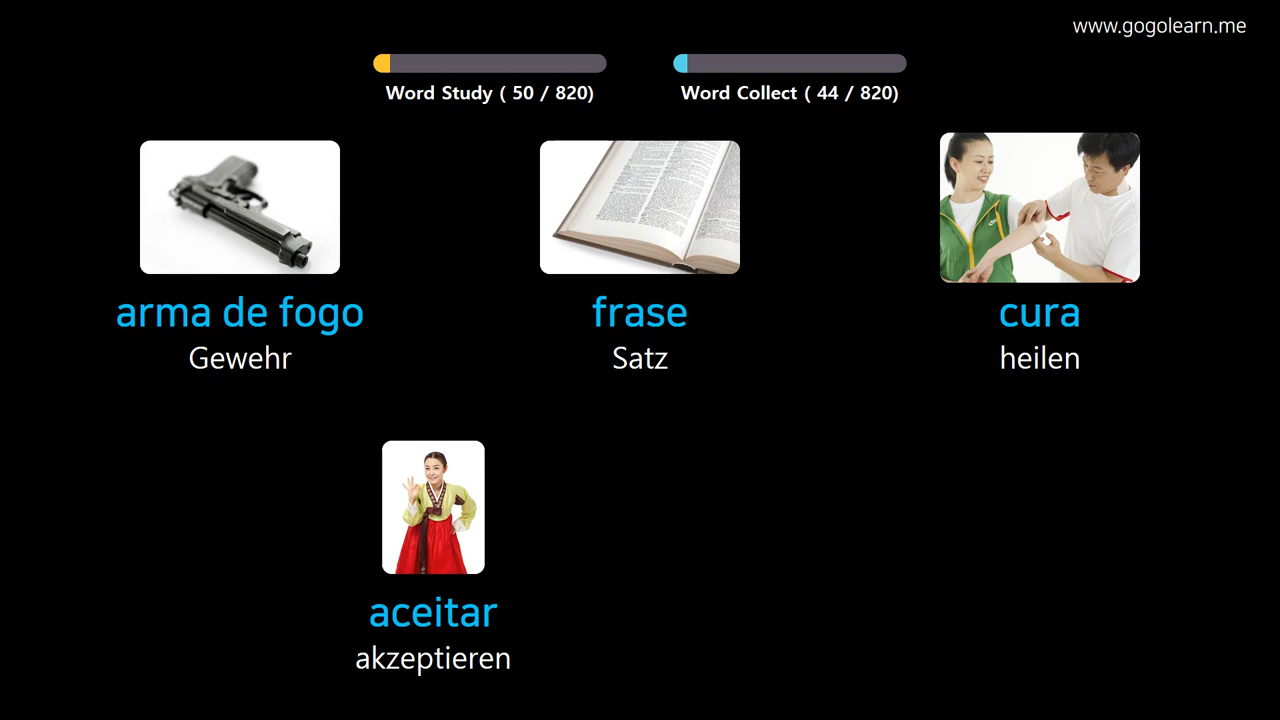 www.gogolearn.me
Word Study ( 50 / 820)
Word Collect ( 44 / 820)
arma de fogo
Gewehr
frase
Satz
cura
heilen
aceitar
akzeptieren